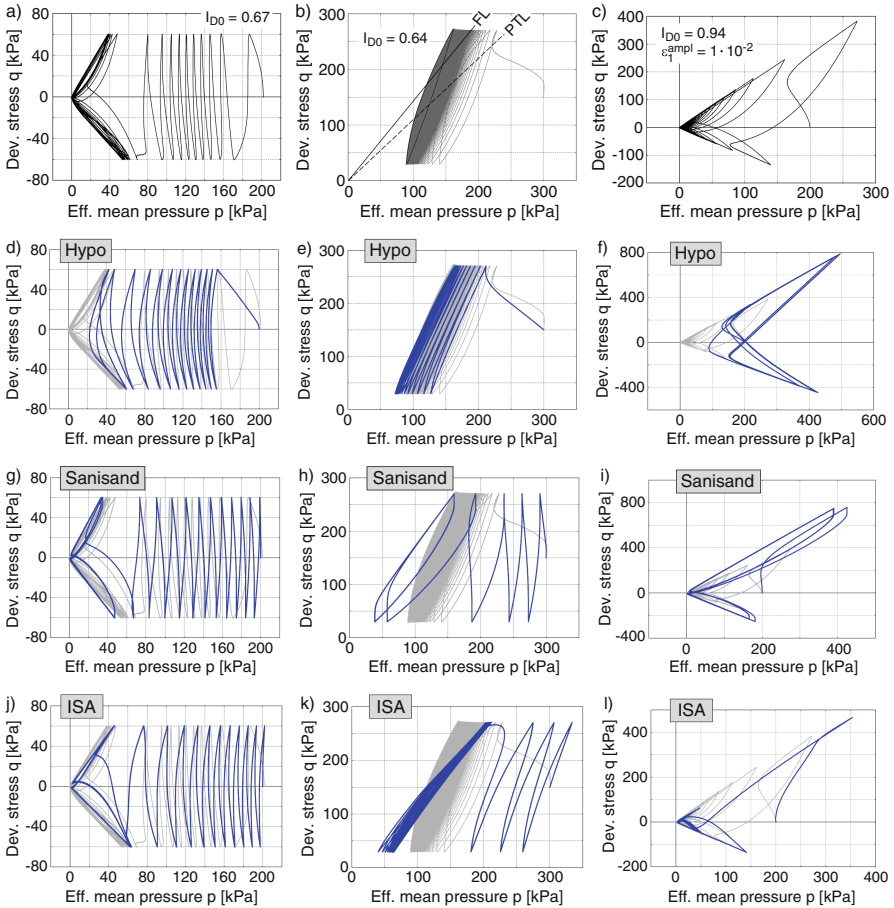 a)
I_D0 = 0.67
Dev. stress q [kPa]
80
40
0
-40
-80
0 40 80 120 160 200
Eff. mean pressure p [kPa]
b)
I_D0 = 0.64
FL
PTL
Dev. stress q [kPa]
300
200
100
0
0 100 200 300
Eff. mean pressure p [kPa]
c)
I_D0 = 0.94
ε_1^ampl = 1 · 10^-2
Dev. stress q [kPa]
400
300
200
100
0
-100
-200
0 100 200 300
Eff. mean pressure p [kPa]
d)
Hypo
Dev. stress q [kPa]
80
40
0
-40
-80
0 40 80 120 160 200
Eff. mean pressure p [kPa]
e)
Hypo
Dev. stress q [kPa]
300
200
100
0
0 100 200 300
Eff. mean pressure p [kPa]
f)
Hypo
Dev. stress q [kPa]
800
400
0
-400
0 100 200 300 400 500 600
Eff. mean pressure p [kPa]
g)
Sanisand
Dev. stress q [kPa]
80
40
0
-40
-80
0 40 80 120 160 200
Eff. mean pressure p [kPa]
h)
Sanisand
Dev. stress q [kPa]
300
200
100
0
0 100 200 300
Eff. mean pressure p [kPa]
i)
Sanisand
Dev. stress q [kPa]
800
400
0
-400
0 200 400
Eff. mean pressure p [kPa]
j)
ISA
Dev. stress q [kPa]
80
40
0
-40
-80
0 40 80 120 160 200
Eff. mean pressure p [kPa]
k)
ISA
Dev. stress q [kPa]
300
200
100
0
0 100 200 300
Eff. mean pressure p [kPa]
l)
ISA
Dev. stress q [kPa]
600
400
200
0
-200
0 100 200 300 400
Eff. mean pressure p [kPa]